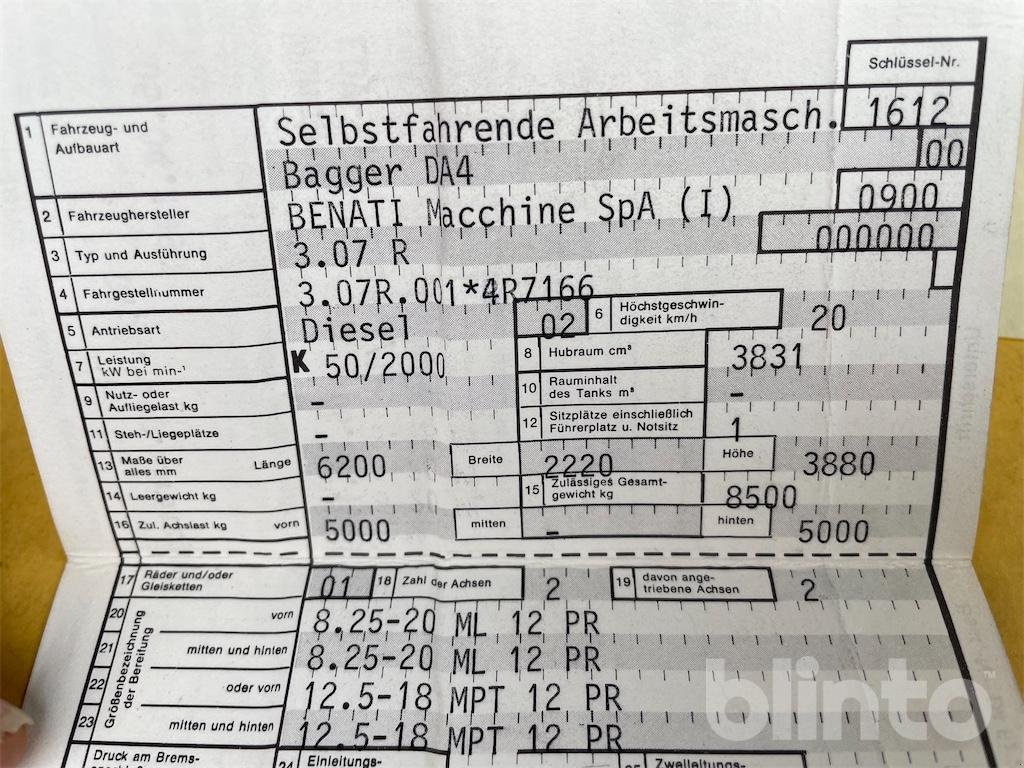 Schlüssel-Nr.
1 Fahrzeug- und Aufbauart Selbstfahrende Arbeitsmasch. 1612
Bagger DA4 00
2 Fahrzeughersteller BENATI Macchine SpA (I) 0900
3 Typ und Ausführung 3.07 R 000000
4 Fahrgestellnummer 3.07R.001*4R7166
5 Antriebsart Diesel 02 6 Höchstgeschwin-digkeit km/h 20
7 Leistung kW bei min-¹ K 50/2000 8 Hubraum cm³ 3831
9 Nutz- oder Aufliegelast kg – 10 Rauminhalt des Tanks m³ –
11 Steh-/Liegeplätze – 12 Sitzplätze einschließlich Führerplatz u. Notsitz 1
13 Maße über alles mm Länge 6200 Breite 2220 Höhe 3880
14 Leergewicht kg – 15 Zulässiges Gesamt-gewicht kg 8500
16 Zul. Achslast kg vorn 5000 mitten – hinten 5000
17 Räder und/oder Gleisketten 01 18 Zahl der Achsen 2 19 davon ange-triebene Achsen 2
Größenbezeichnung der Bereifung
20 vorn 8.25-20 ML 12 PR
21 mitten und hinten 8.25-20 ML 12 PR
22 oder vorn 12.5-18 MPT 12 PR
23 mitten und hinten 12.5-18 MPT 12 PR
Druck am Brems- 24 Einleitungs- Zweileitungs-
blinto™